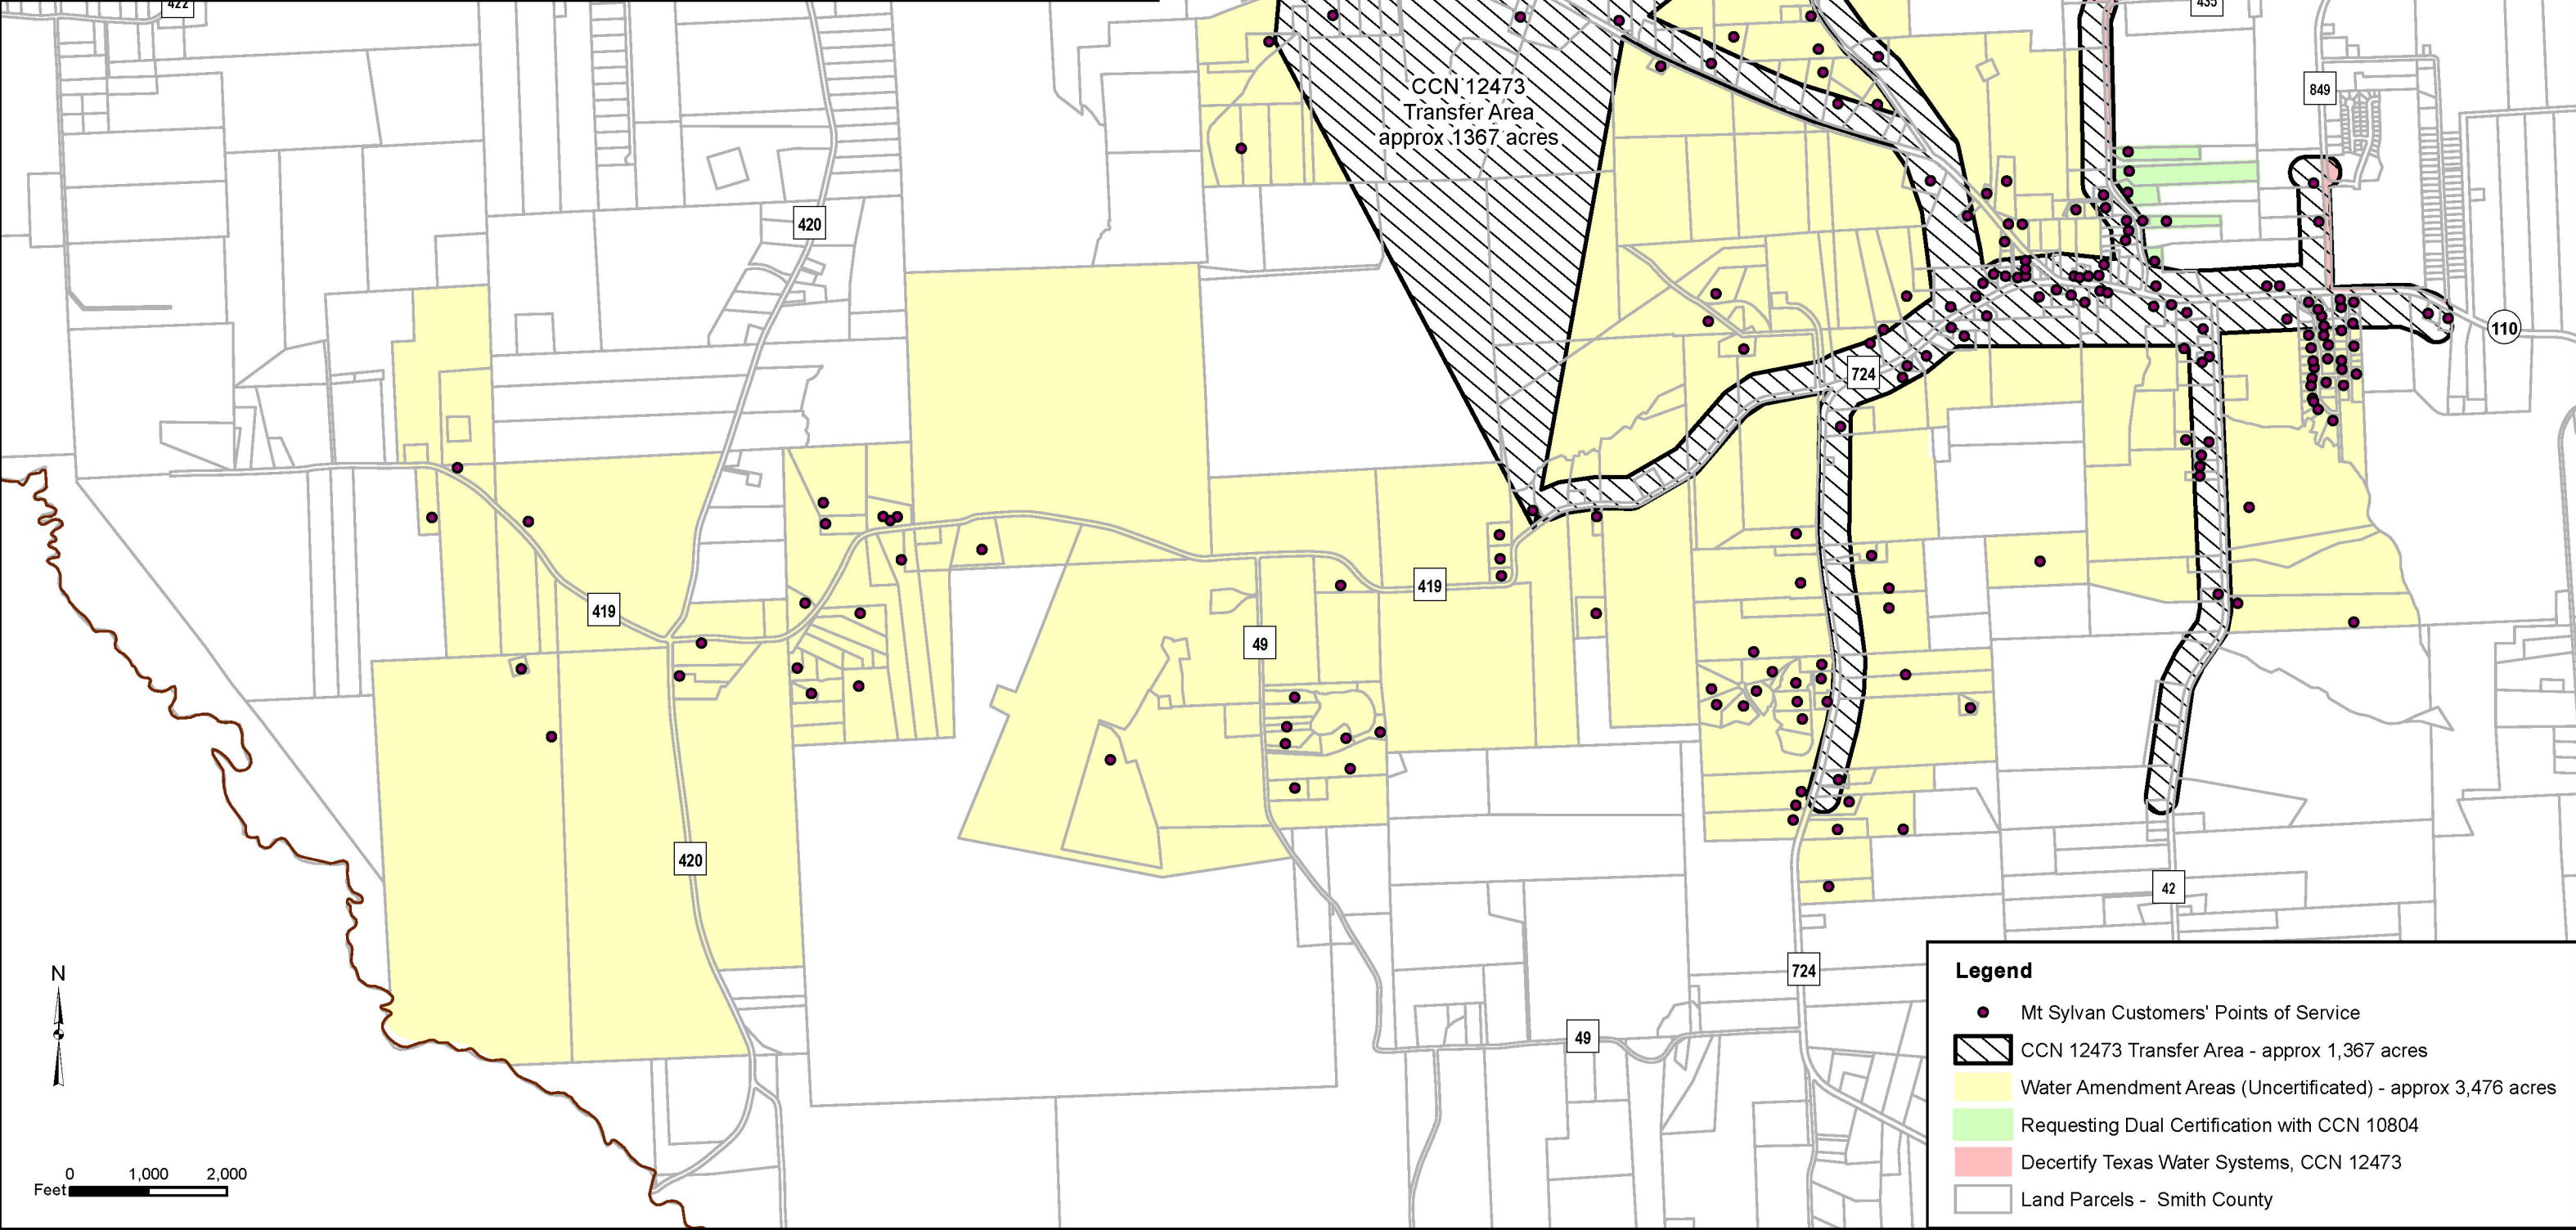 422
435
849
CCN 12473
Transfer Area
approx 1367 acres
420
110
724
419
419
49
420
42
N
724
49
Legend
Mt Sylvan Customers' Points of Service
CCN 12473 Transfer Area - approx 1,367 acres
Water Amendment Areas (Uncertificated) - approx 3,476 acres
Requesting Dual Certification with CCN 10804
Decertify Texas Water Systems, CCN 12473
Land Parcels - Smith County
0 1,000 2,000
Feet